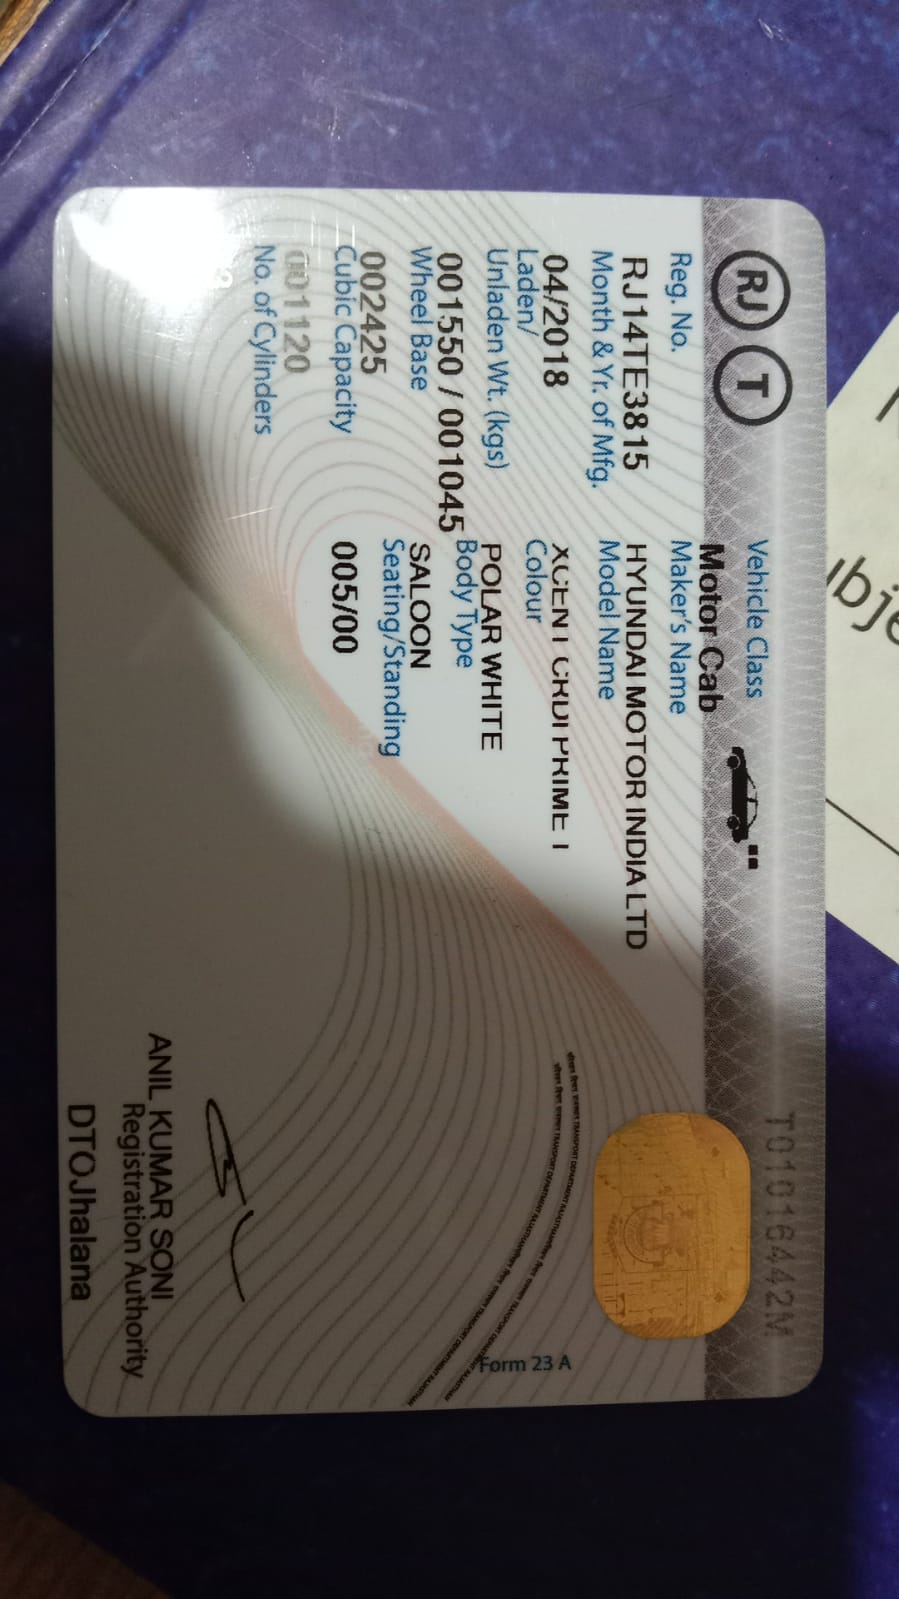 RJ T
T01016442M
Vehicle Class
Motor Cab
Reg. No.
RJ14TE3815
Maker's Name
HYUNDAI MOTOR INDIA LTD
Month & Yr. of Mfg.
04/2018
Model Name
XCENT CRDI PRIME T
Laden/
Unladen Wt. (kgs)
001550 / 001045
Colour
POLAR WHITE
Wheel Base
002425
Body Type
SALOON
Cubic Capacity
001120
Seating/Standing
005/00
No. of Cylinders
Form 23 A
ANIL KUMAR SONI
Registration Authority
DTOJhalana